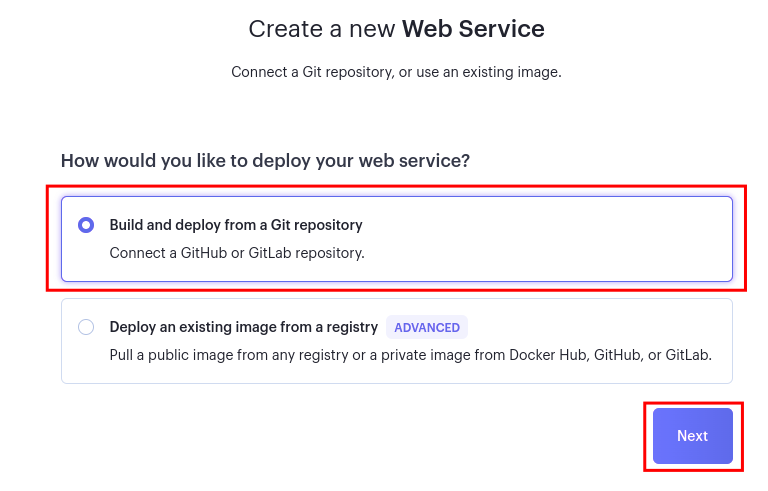 Create a new Web Service
Connect a Git repository, or use an existing image.
How would you like to deploy your web service?
Build and deploy from a Git repository
Connect a GitHub or GitLab repository.
Deploy an existing image from a registry ADVANCED
Pull a public image from any registry or a private image from Docker Hub, GitHub, or GitLab.
Next